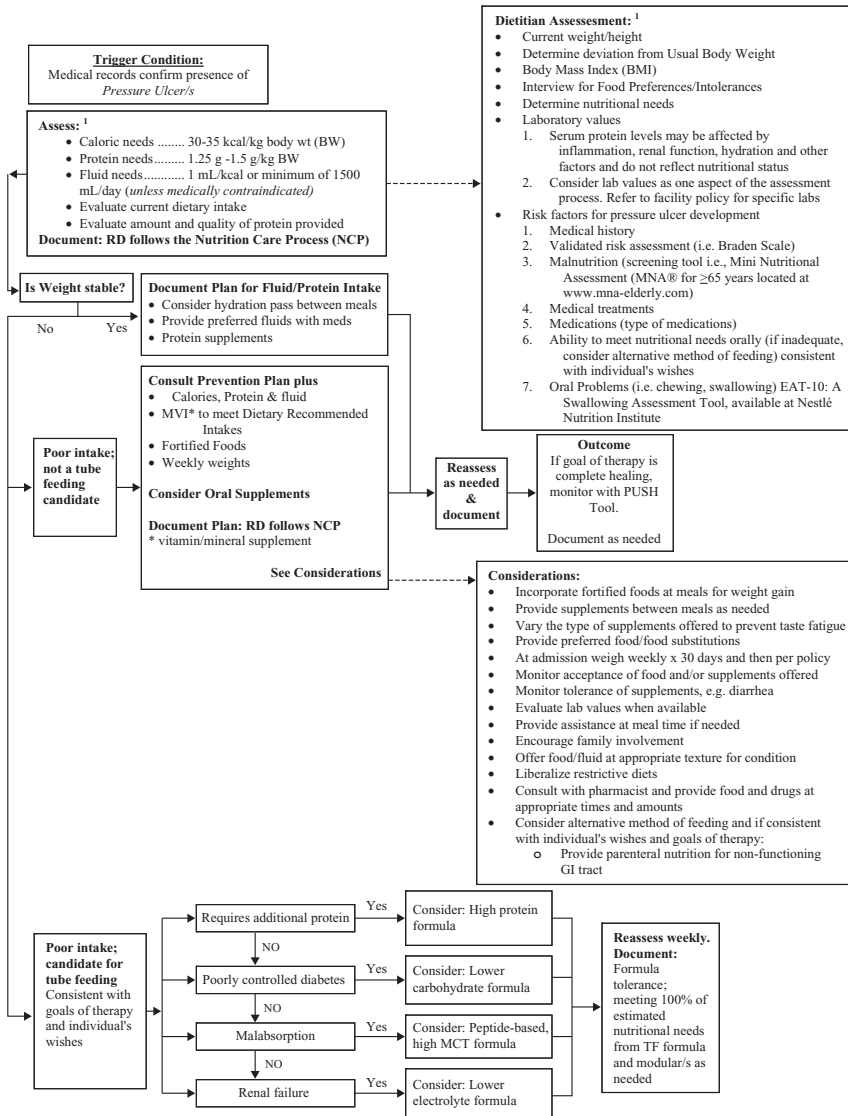 Trigger Condition:
Medical records confirm presence of
Pressure Ulcer/s
Assess: 1
• Caloric needs ......... 30-35 kcal/kg body wt (BW)
• Protein needs......... 1.25 g -1.5 g/kg BW
• Fluid needs ............ 1 mL/kcal or minimum of 1500
mL/day (unless medically contraindicated)
• Evaluate current dietary intake
• Evaluate amount and quality of protein provided
Document: RD follows the Nutrition Care Process (NCP)
Dietitian Assessesment: 1
• Current weight/height
• Determine deviation from Usual Body Weight
• Body Mass Index (BMI)
• Interview for Food Preferences/Intolerances
• Determine nutritional needs
• Laboratory values
1. Serum protein levels may be affected by
inflammation, renal function, hydration and other
factors and do not reflect nutritional status
2. Consider lab values as one aspect of the assessment
process. Refer to facility policy for specific labs
• Risk factors for pressure ulcer development
1. Medical history
2. Validated risk assessment (i.e. Braden Scale)
3. Malnutrition (screening tool i.e., Mini Nutritional
Assessment (MNA® for ≥65 years located at
www.mna-elderly.com)
4. Medical treatments
5. Medications (type of medications)
6. Ability to meet nutritional needs orally (if inadequate,
consider alternative method of feeding) consistent
with individual's wishes
7. Oral Problems (i.e. chewing, swallowing) EAT-10: A
Swallowing Assessment Tool, available at Nestlé
Nutrition Institute
Is Weight stable?
No
Yes
Document Plan for Fluid/Protein Intake
• Consider hydration pass between meals
• Provide preferred fluids with meds
• Protein supplements
Poor intake;
not a tube
feeding
candidate
Consult Prevention Plan plus
• Calories, Protein & fluid
• MVI* to meet Dietary Recommended
Intakes
• Fortified Foods
• Weekly weights
Consider Oral Supplements
Document Plan: RD follows NCP
* vitamin/mineral supplement
See Considerations
Reassess
as needed
&
document
Outcome
If goal of therapy is
complete healing,
monitor with PUSH
Tool.
Document as needed
Considerations:
• Incorporate fortified foods at meals for weight gain
• Provide supplements between meals as needed
• Vary the type of supplements offered to prevent taste fatigue
• Provide preferred food/food substitutions
• At admission weigh weekly x 30 days and then per policy
• Monitor acceptance of food and/or supplements offered
• Monitor tolerance of supplements, e.g. diarrhea
• Evaluate lab values when available
• Provide assistance at meal time if needed
• Encourage family involvement
• Offer food/fluid at appropriate texture for condition
• Liberalize restrictive diets
• Consult with pharmacist and provide food and drugs at
appropriate times and amounts
• Consider alternative method of feeding and if consistent
with individual's wishes and goals of therapy:
o Provide parenteral nutrition for non-functioning
GI tract
Poor intake;
candidate for
tube feeding
Consistent with
goals of therapy
and individual's
wishes
Requires additional protein
Yes
Consider: High protein
formula
NO
Poorly controlled diabetes
Yes
Consider: Lower
carbohydrate formula
NO
Malabsorption
Yes
Consider: Peptide-based,
high MCT formula
NO
Renal failure
Yes
Consider: Lower
electrolyte formula
Reassess weekly.
Document:
Formula
tolerance;
meeting 100% of
estimated
nutritional needs
from TF formula
and modular/s as
needed